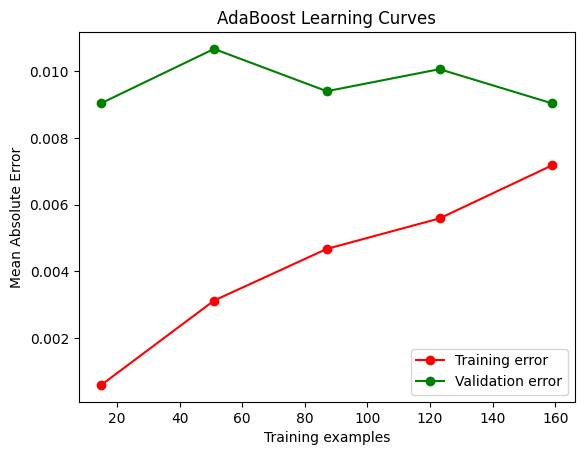 AdaBoost Learning Curves
Mean Absolute Error
0.010
0.008
0.006
0.004
0.002
Training error
Validation error
20 40 60 80 100 120 140 160
Training examples